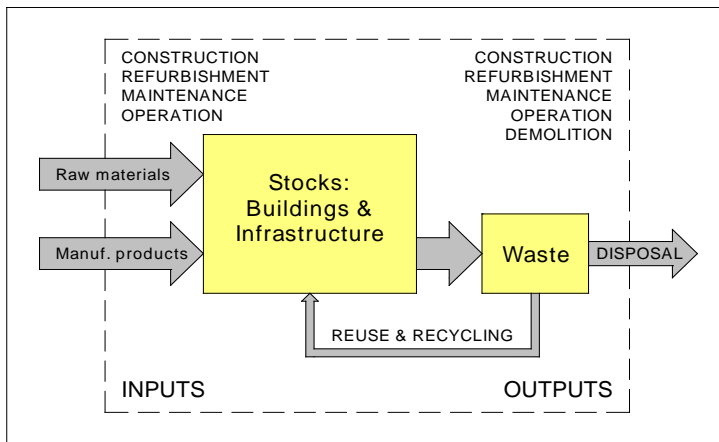 CONSTRUCTION
REFURBISHMENT
MAINTENANCE
OPERATION
CONSTRUCTION
REFURBISHMENT
MAINTENANCE
OPERATION
DEMOLITION
Raw materials
Manuf. products
Stocks:
Buildings &
Infrastructure
Waste
DISPOSAL
REUSE & RECYCLING
INPUTS
OUTPUTS